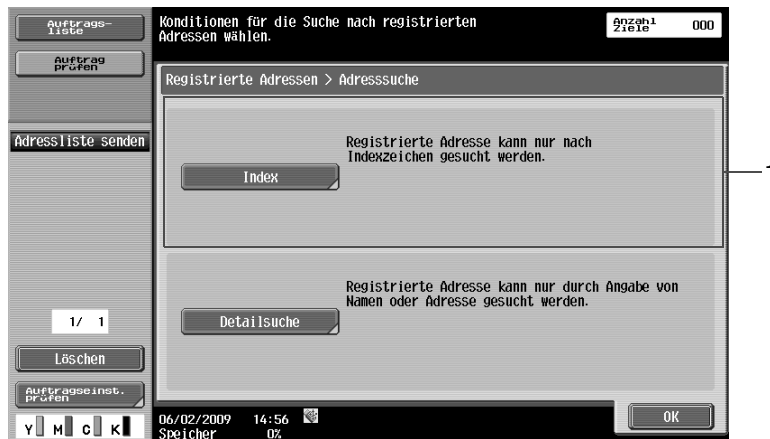 Auftrags-
liste
Auftrag
prüfen
Konditionen für die Suche nach registrierten
Adressen wählen.
Anzahl
Ziele
000
Registrierte Adressen > Adresssuche
Adressliste senden
Registrierte Adresse kann nur nach
Indexzeichen gesucht werden.
Index
Registrierte Adresse kann nur durch Angabe von
Namen oder Adresse gesucht werden.
Detailsuche
1/ 1
Löschen
Auftragseinst.
prüfen
Y M C K
06/02/2009 14:56
Speicher 0%
OK